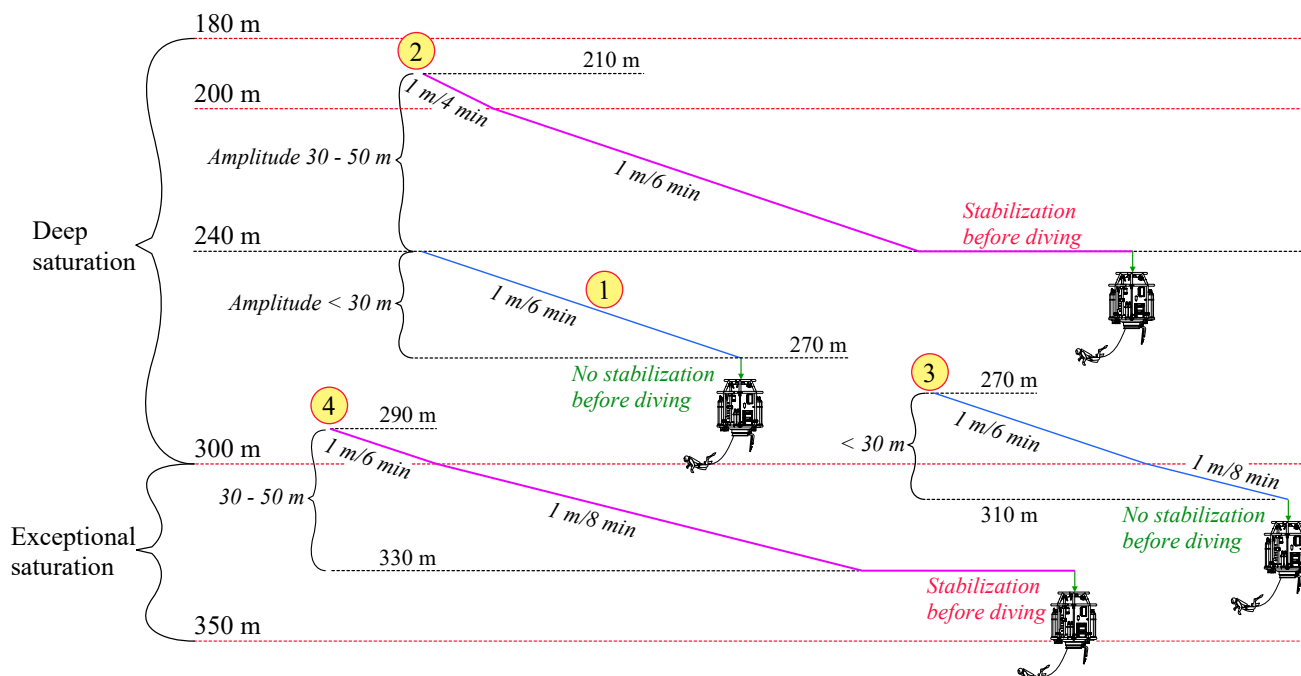 180 m
2
210 m
1 m/4 min
200 m
Amplitude 30 - 50 m
1 m/6 min
Deep
saturation
240 m
Stabilization
before diving
Amplitude < 30 m
1 m/6 min
1
270 m
No stabilization
before diving
3
270 m
4
290 m
< 30 m
1 m/6 min
300 m
1 m/6 min
1 m/8 min
30 - 50 m
1 m/8 min
310 m
No stabilization
before diving
Exceptional
saturation
330 m
Stabilization
before diving
350 m